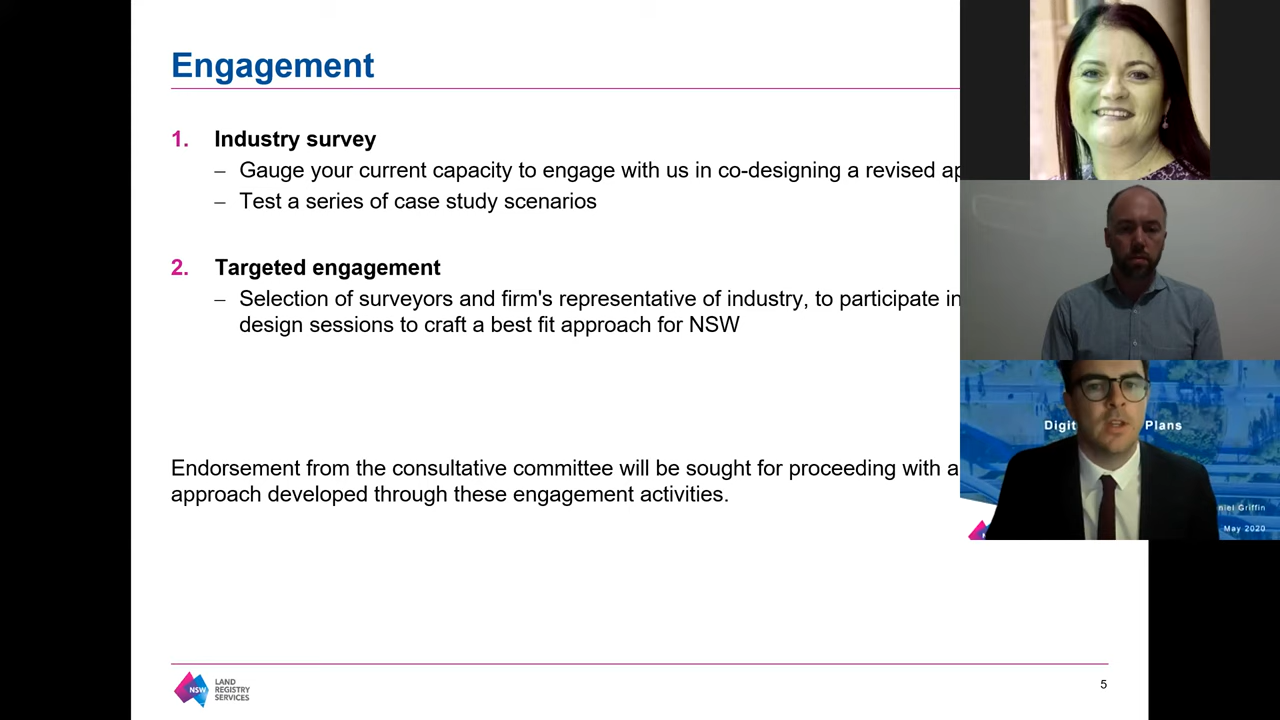 Engagement
1. Industry survey
– Gauge your current capacity to engage with us in co-designing a revised
– Test a series of case study scenarios
2. Targeted engagement
– Selection of surveyors and firm's representative of industry, to participate in
design sessions to craft a best fit approach for NSW
Endorsement from the consultative committee will be sought for proceeding with a
approach developed through these engagement activities.
Plans
Griffin
May 2020
NSW
LAND
REGISTRY
SERVICES
5